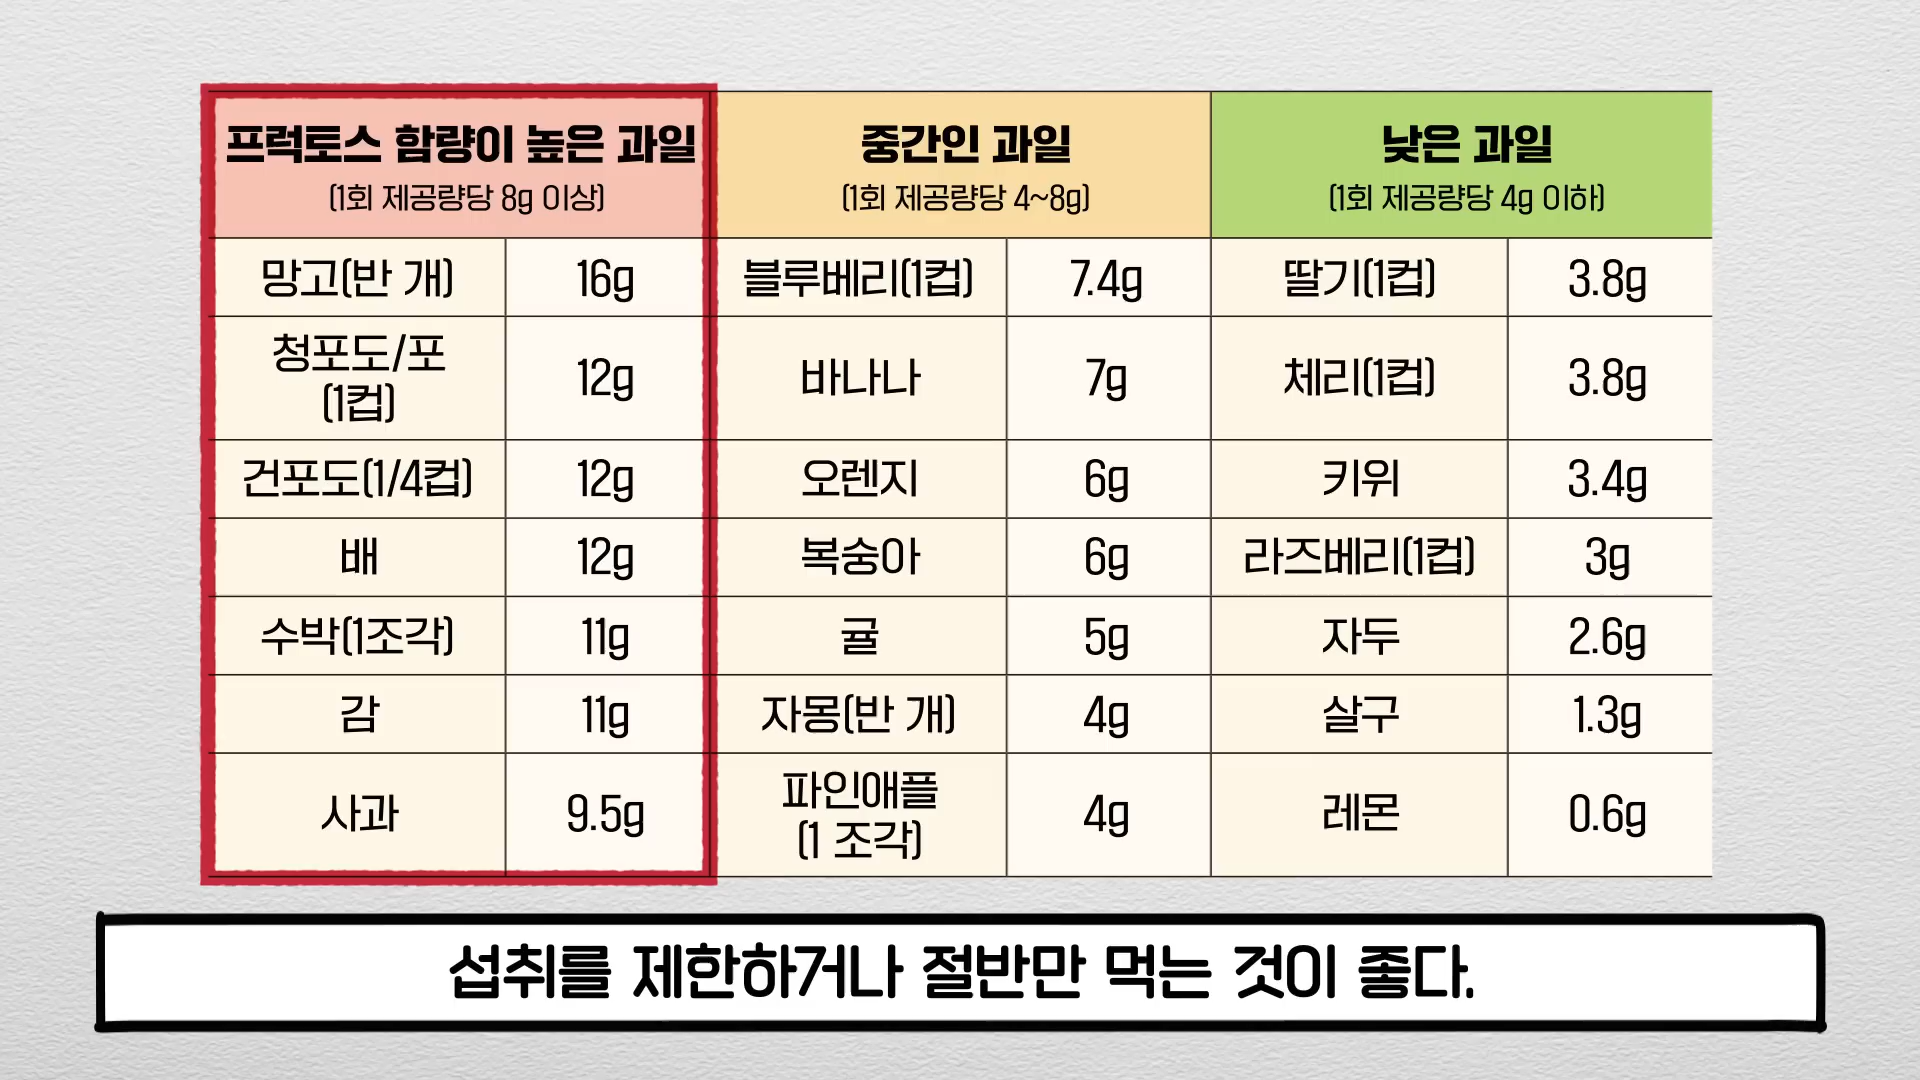 프럭토스 함량이 높은 과일
(1회 제공량당 8g 이상)
중간인 과일
(1회 제공량당 4~8g)
낮은 과일
(1회 제공량당 4g 이하)
망고(반 개)
16g
블루베리(1컵)
7.4g
딸기(1컵)
3.8g
청포도/포
(1컵)
12g
바나나
7g
체리(1컵)
3.8g
건포도(1/4컵)
12g
오렌지
6g
키위
3.4g
배
12g
복숭아
6g
라즈베리(1컵)
3g
수박(1조각)
11g
귤
5g
자두
2.6g
감
11g
자몽(반 개)
4g
살구
1.3g
사과
9.5g
파인애플
(1 조각)
4g
레몬
0.6g
섭취를 제한하거나 절반만 먹는 것이 좋다.